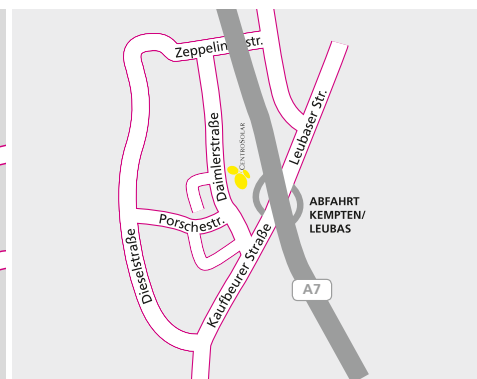 Zeppelinstr.
Leubaser Str.
CENTROSOLAR
Daimlerstraße
ABFAHRT
KEMPTEN/
LEUBAS
Porschestr.
Dieselstraße
Kaufbeurer Straße
A7